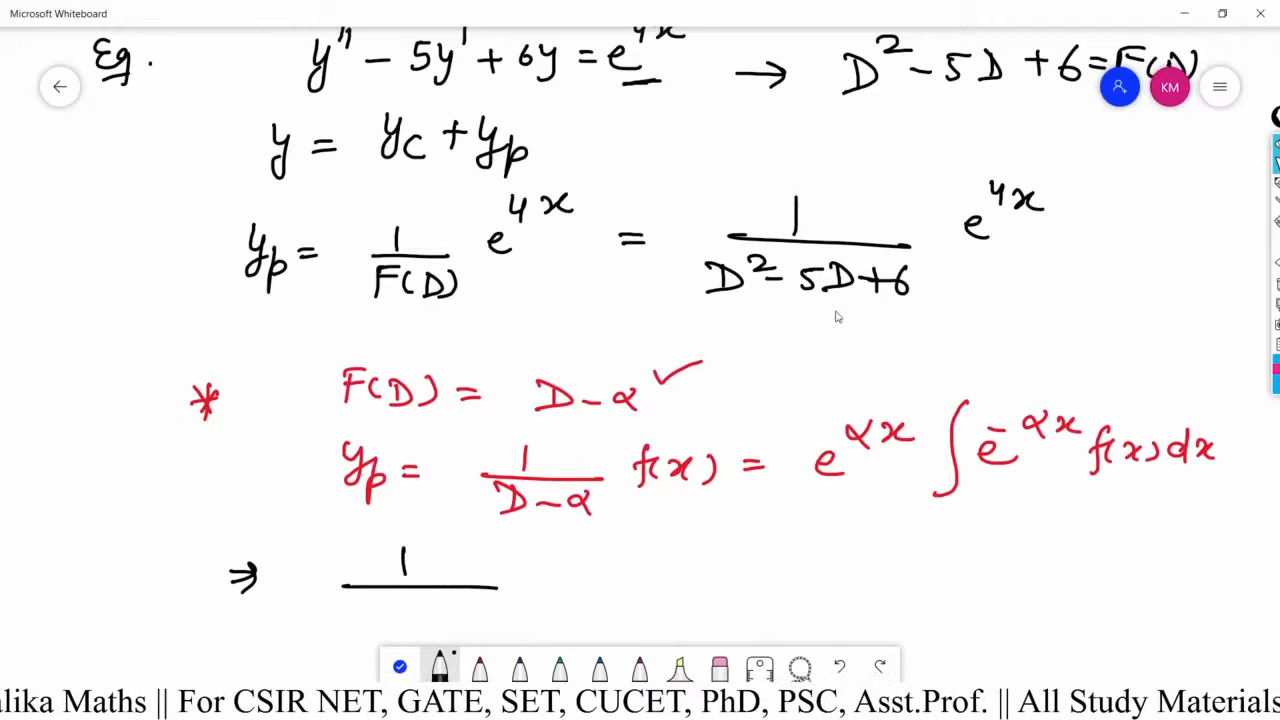 Microsoft Whiteboard
Eg. y'' - 5y' + 6y = e^{4x} → D² - 5D + 6 = F(D)
KM
y = y_c + y_p
y_p = 1/F(D) e^{4x} = 1/(D² - 5D + 6) e^{4x}
* F(D) = D - α ✓
y_p = 1/(D - α) f(x) = e^{αx} ∫ e^{-αx} f(x) dx
⇒ 1/
alika Maths || For CSIR NET, GATE, SET, CUCET, PhD, PSC, Asst.Prof. || All Study Materials